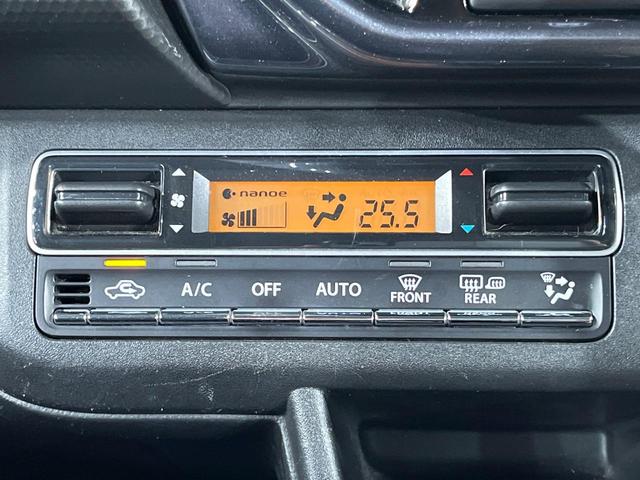 nanoe
25.5
A/C OFF AUTO FRONT REAR